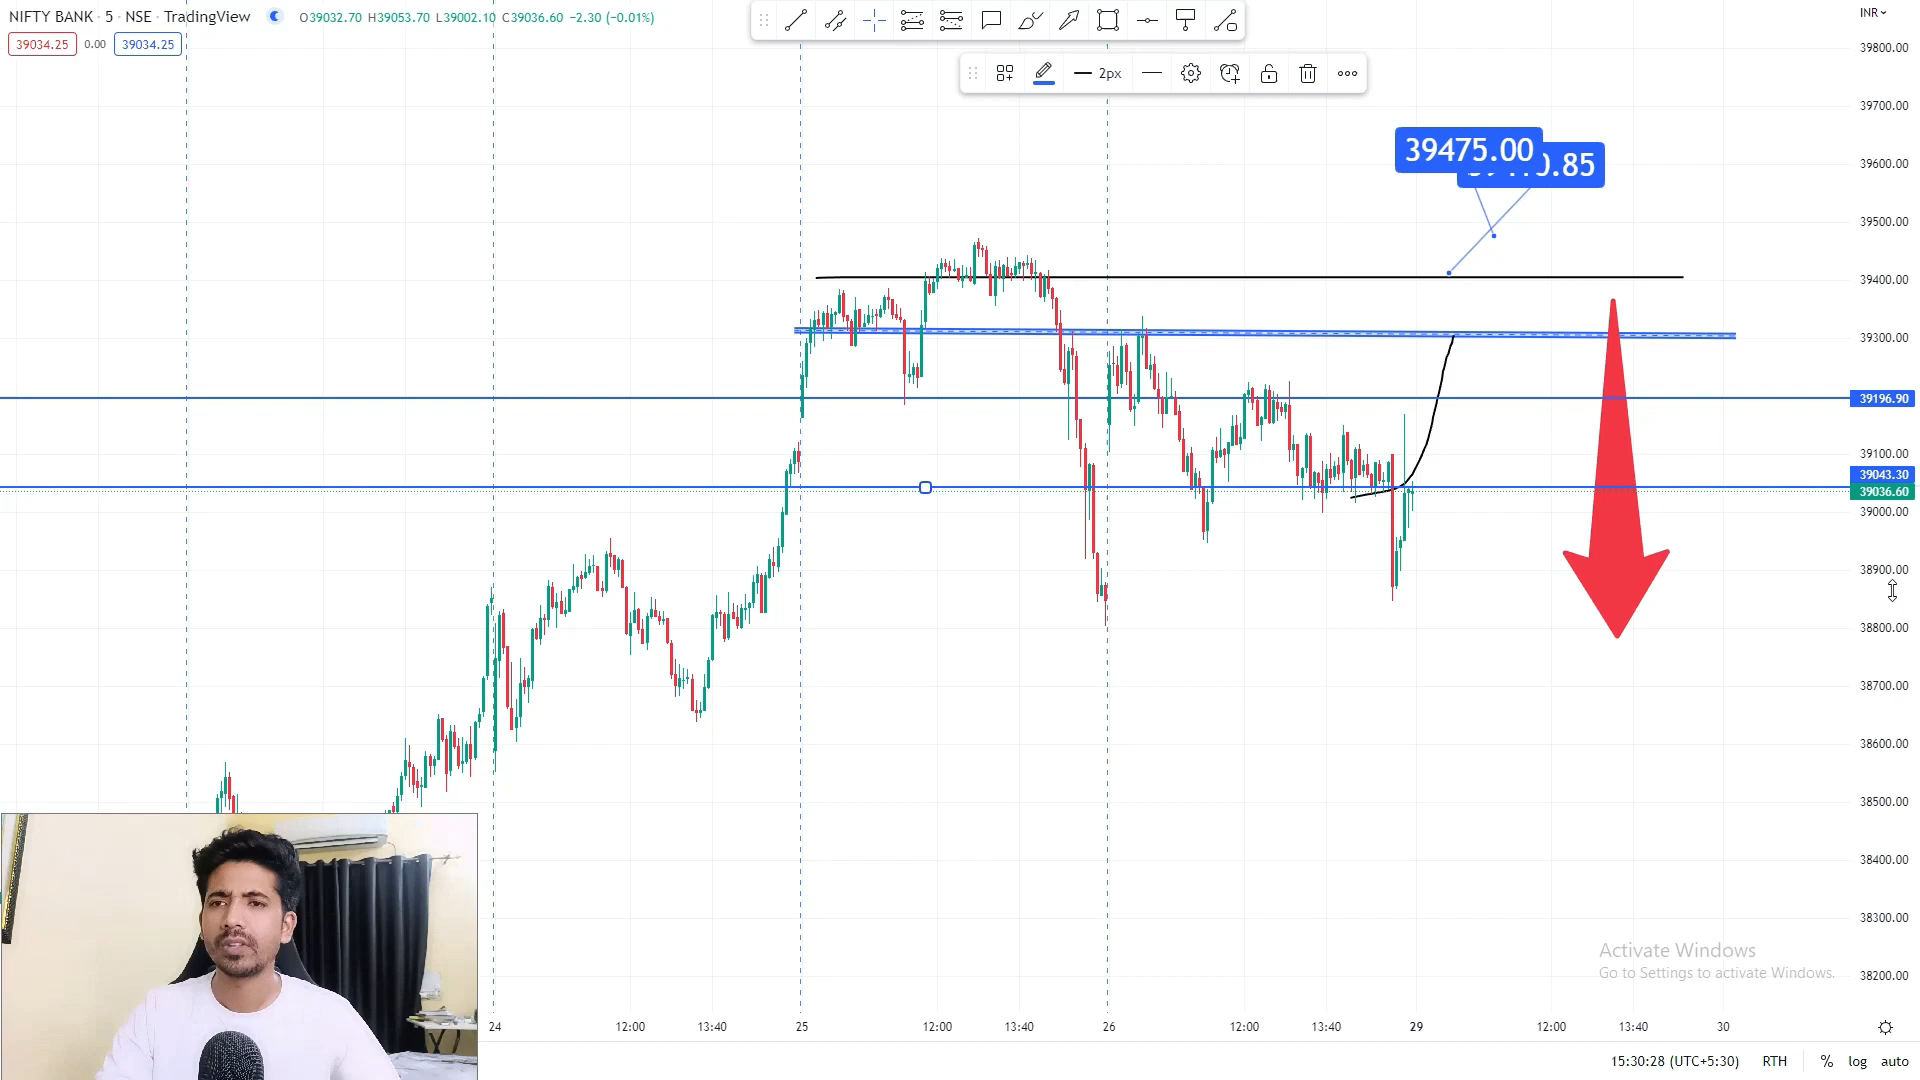 NIFTY BANK · 5 · NSE · TradingView
O39032.70 H39053.70 L39002.10 C39036.60 −2.30 (−0.01%)
39034.25 0.00 39034.25
2px
INR
39475.00
0.85
39800.00
39700.00
39600.00
39500.00
39400.00
39300.00
39196.90
39100.00
39043.30
39036.60
39000.00
38900.00
38800.00
38700.00
38600.00
38500.00
38400.00
38300.00
38200.00
Activate Windows
Go to Settings to activate Windows.
24 12:00 13:40 25 12:00 13:40 26 12:00 13:40 29 12:00 13:40 30
15:30:28 (UTC+5:30) RTH % log auto